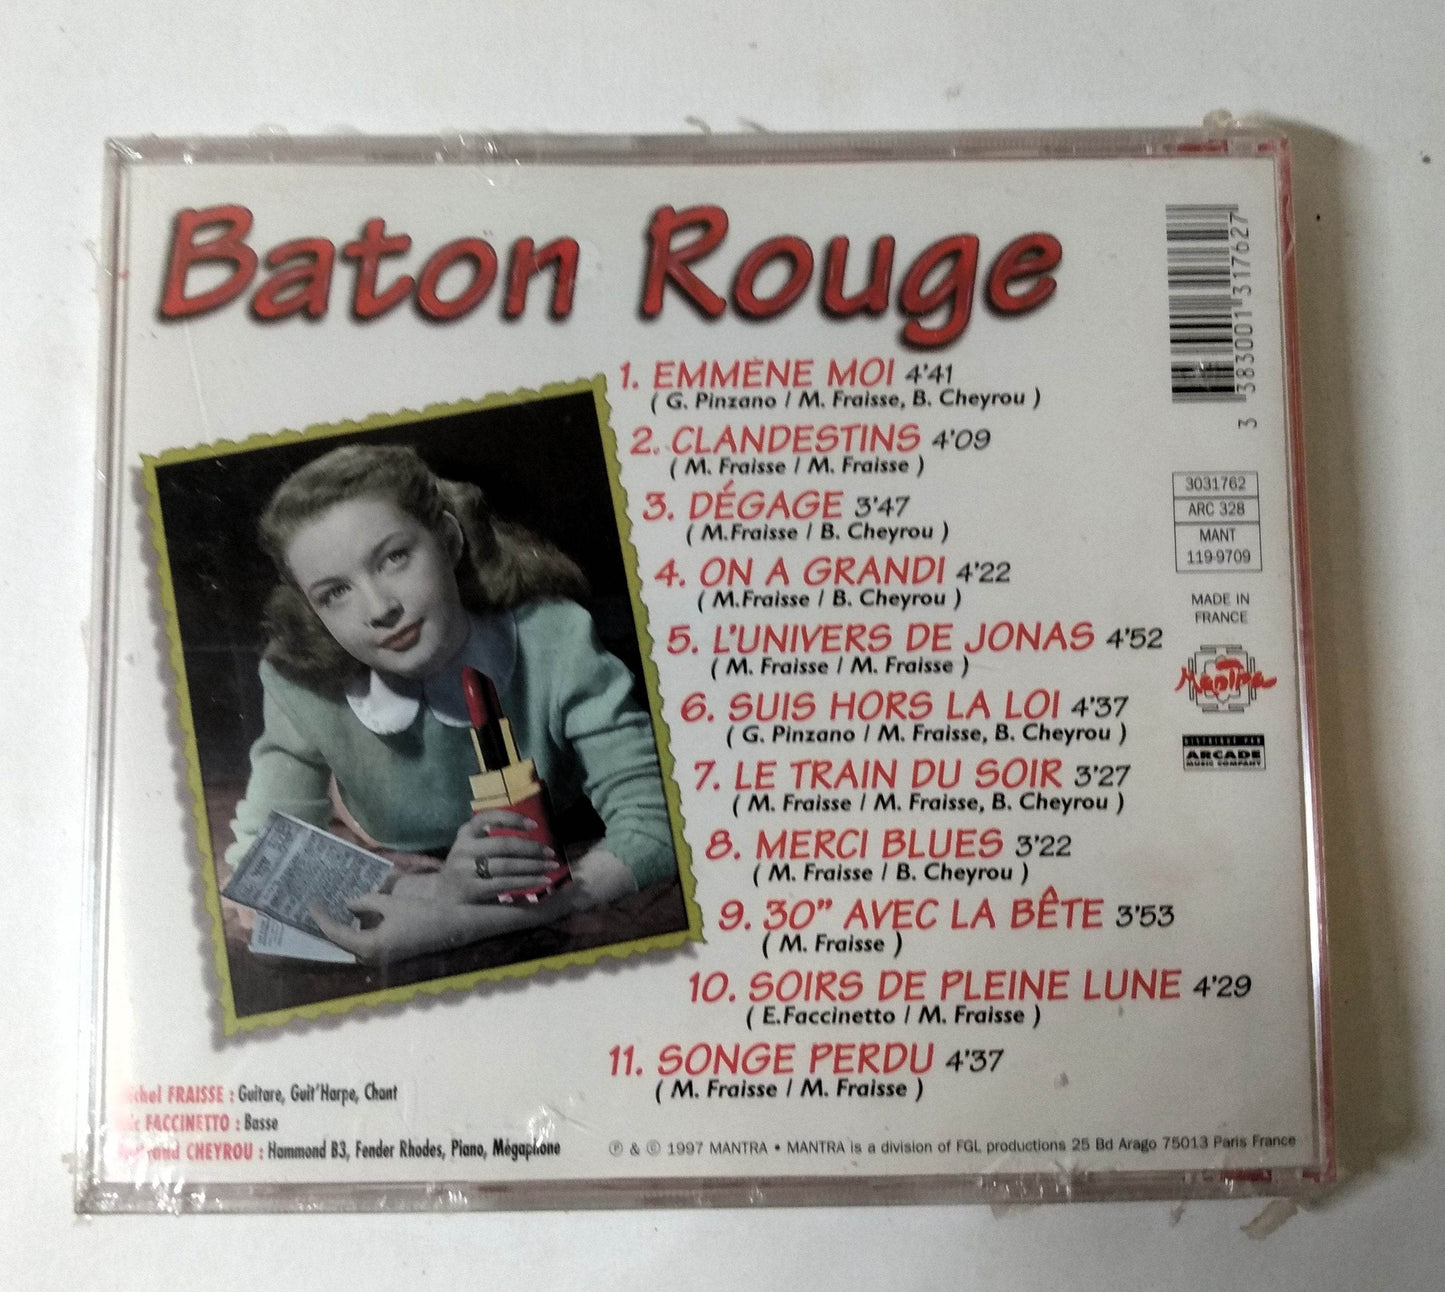 Baton Rouge
1. EMMÈNE MOI 4'41
( G. Pinzano / M. Fraisse, B. Cheyrou )
2. CLANDESTINS 4'09
( M. Fraisse / M. Fraisse )
3. DÉGAGE 3'47
( M.Fraisse / B. Cheyrou )
4. ON A GRANDI 4'22
( M.Fraisse / B. Cheyrou )
5. L'UNIVERS DE JONAS 4'52
( M. Fraisse / M. Fraisse )
6. SUIS HORS LA LOI 4'37
( G. Pinzano / M. Fraisse, B. Cheyrou )
7. LE TRAIN DU SOIR 3'27
( M. Fraisse / M. Fraisse, B. Cheyrou )
8. MERCI BLUES 3'22
( M. Fraisse / B. Cheyrou )
9. 30" AVEC LA BÊTE 3'53
( M. Fraisse )
10. SOIRS DE PLEINE LUNE 4'29
( E.Faccinetto / M. Fraisse )
11. SONGE PERDU 4'37
( M. Fraisse / M. Fraisse )
FRAISSE : Guitare, Guit'Harpe, Chant
FACCINETTO : Basse
CHEYROU : Hammond B3, Fender Rhodes, Piano, Mégaphone
℗ & © 1997 MANTRA • MANTRA is a division of FGL productions 25 Bd Arago 75013 Paris France
3 383001 317627
3031762
ARC 328
MANT
119-9709
MADE IN
FRANCE
Mantra
DISTRIBUÉ PAR
ARCADE
MUSIC COMPANY